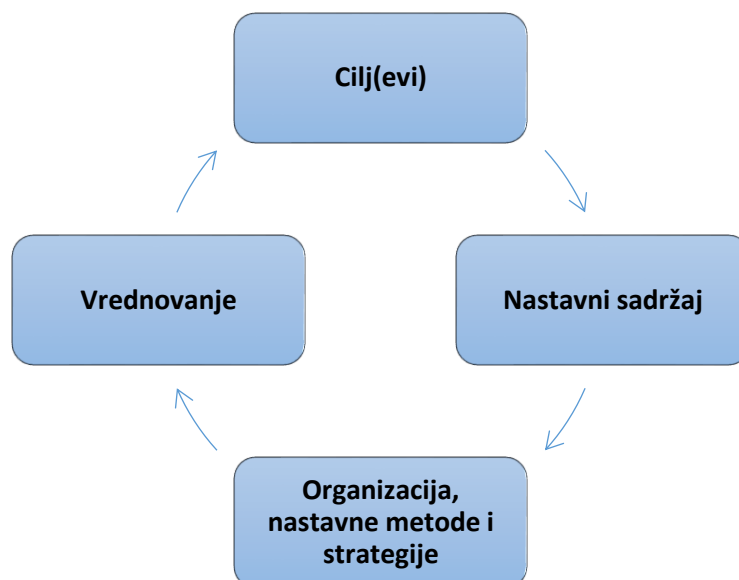 Cilj(evi)
Vrednovanje
Nastavni sadržaj
Organizacija,
nastavne metode i
strategije